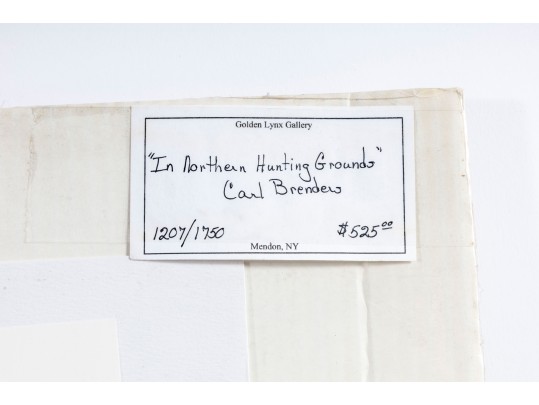 Golden Lynx Gallery
"In Northern Hunting Grounds"
Carl Brenders
1207/1750 $525.00
Mendon, NY